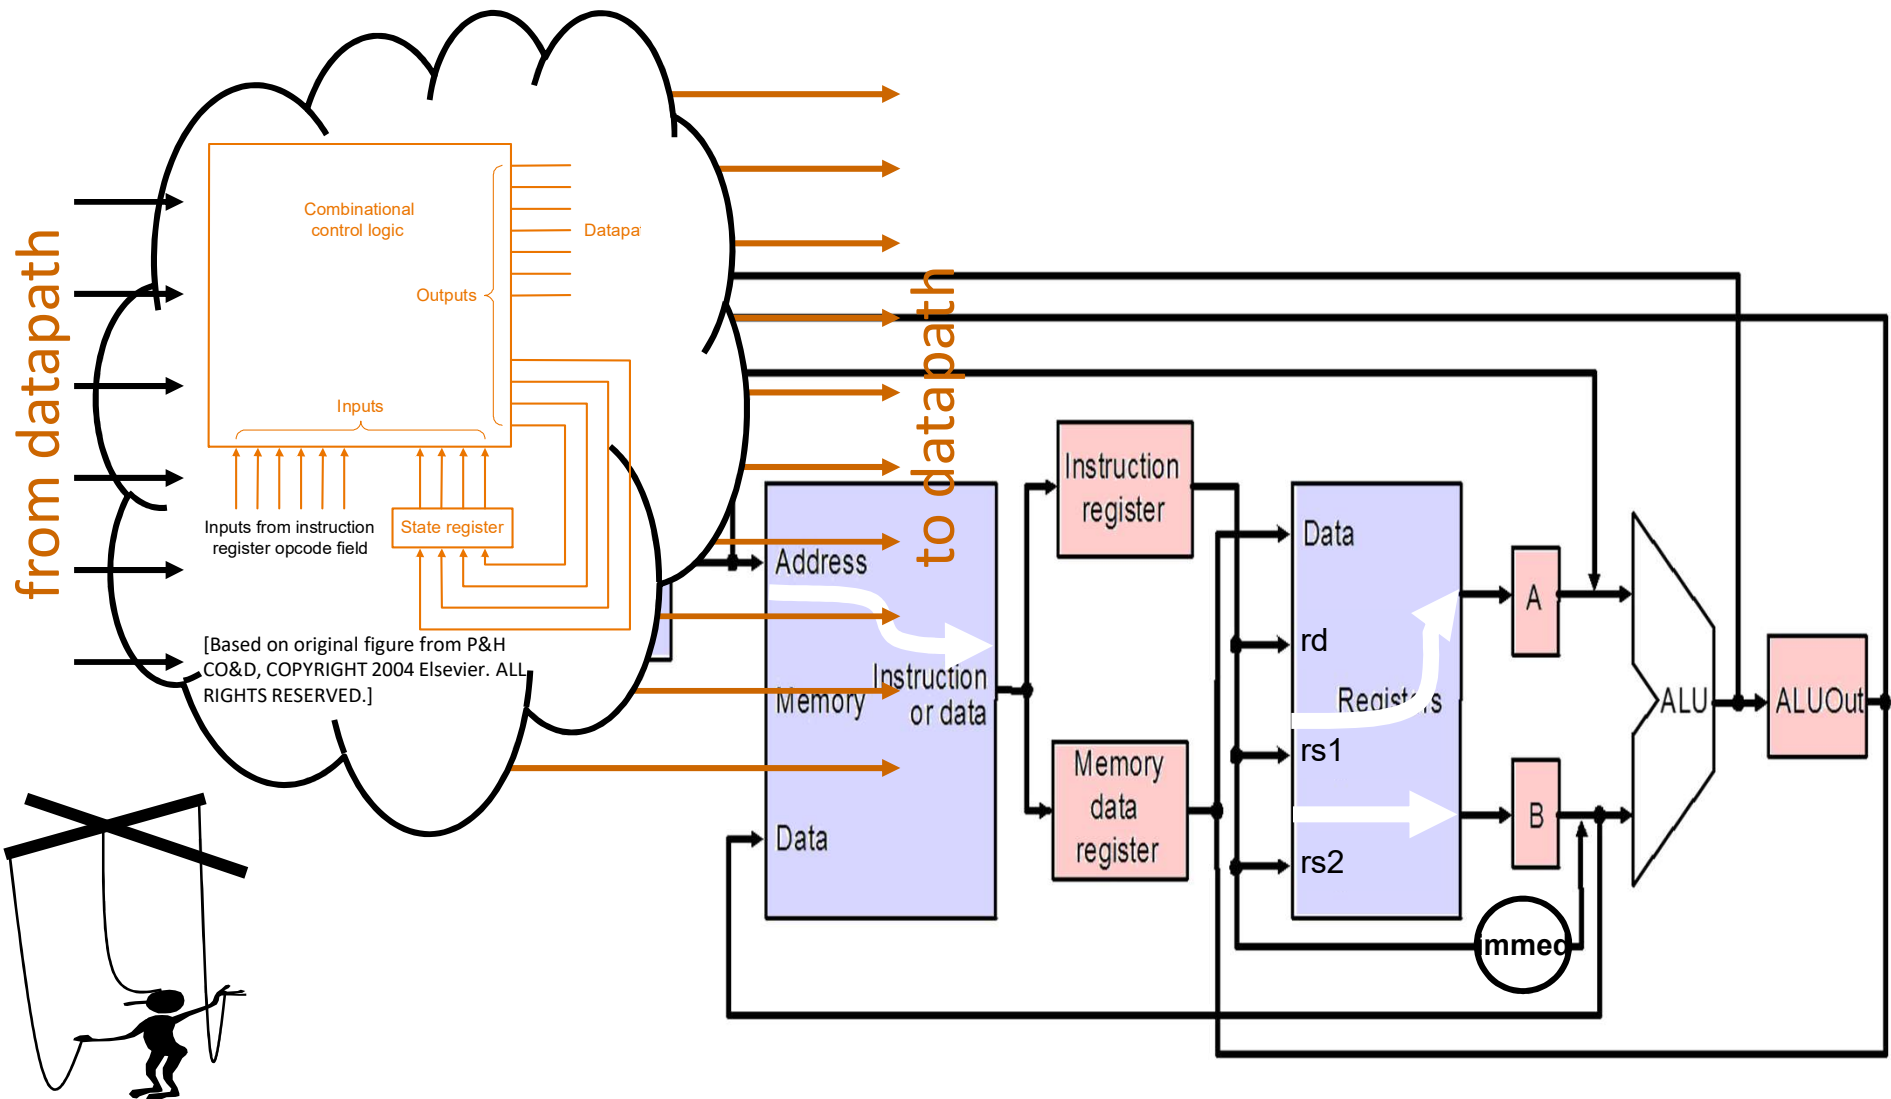 from datapath
Combinational
control logic
Datapa
Outputs
Inputs
Inputs from instruction
register opcode field
State register
[Based on original figure from P&H
CO&D, COPYRIGHT 2004 Elsevier. ALL
RIGHTS RESERVED.]
to datapath
Address
Memory
Instruction
or data
Data
Instruction
register
Memory
data
register
Data
rd
Registers
rs1
rs2
A
B
immed
ALU
ALUOut